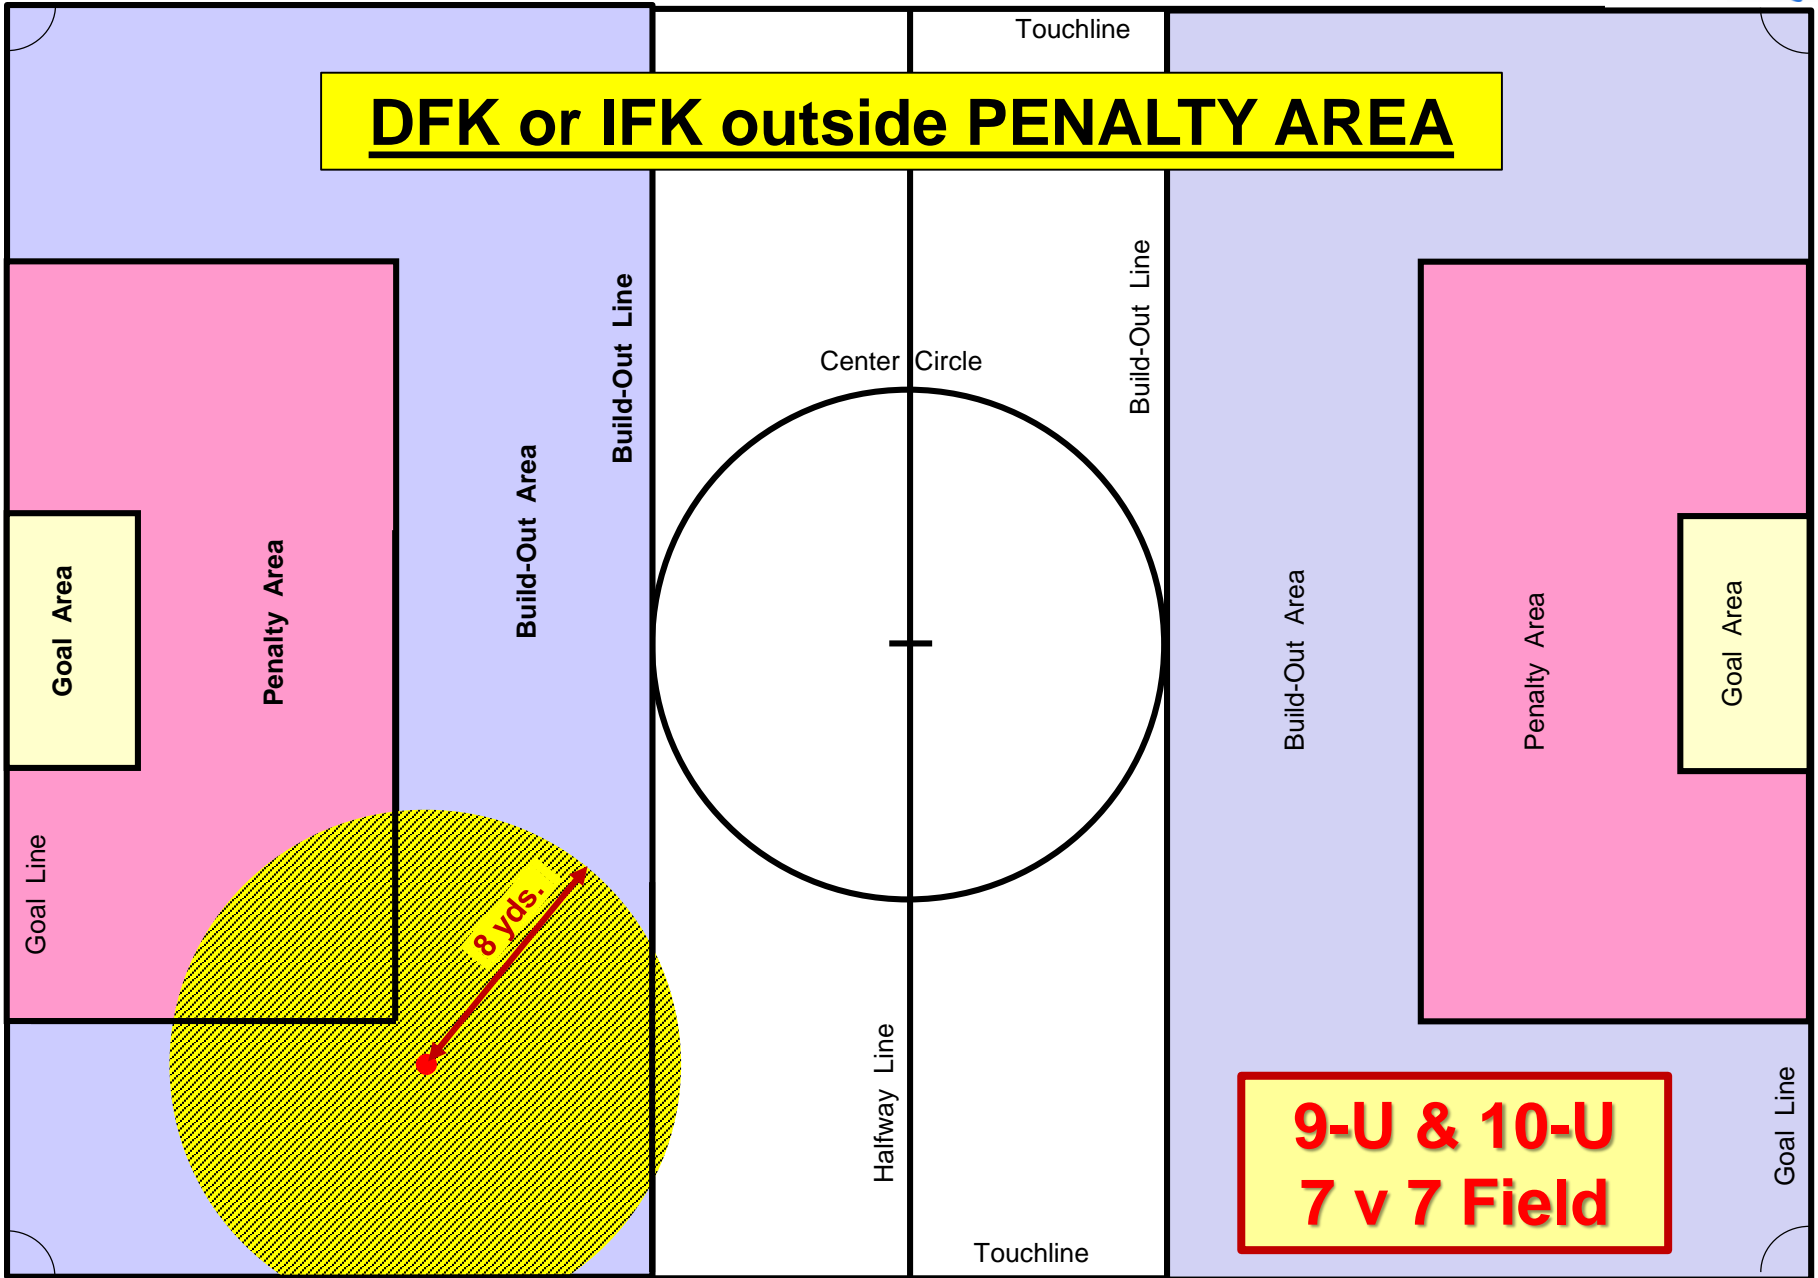 Touchline
DFK or IFK outside PENALTY AREA
Build-Out Line
Build-Out Line
Center Circle
Build-Out Area
Goal Area
Penalty Area
Build-Out Area
Penalty Area
Goal Area
Goal Line
8 yds.
Halfway Line
Goal Line
9-U & 10-U
7 v 7 Field
Touchline